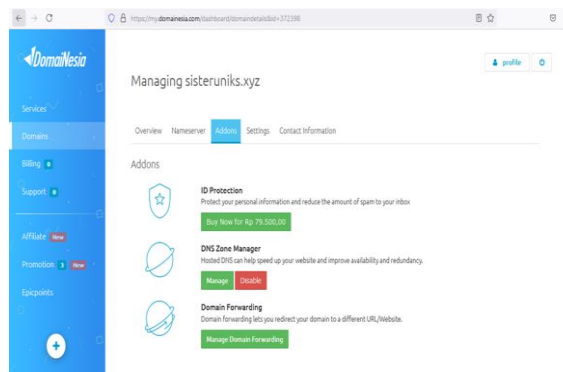 https://my.domainesia.com/dashboard/domaindetails&id=372398
DomaiNesia
profile
Managing sisteruniks.xyz
Services
Domains
Billing 0
Support 0
Affiliate New
Promotion 3 New
Epicpoints
Overview Nameserver Addons Settings Contact Information
Addons
ID Protection
Protect your personal information and reduce the amount of spam to your inbox
Buy Now for Rp 79.500,00
DNS Zone Manager
Hosted DNS can help speed up your website and improve availability and redundancy.
Manage Disable
Domain Forwarding
Domain forwarding lets you redirect your domain to a different URL/Website.
Manage Domain Forwarding